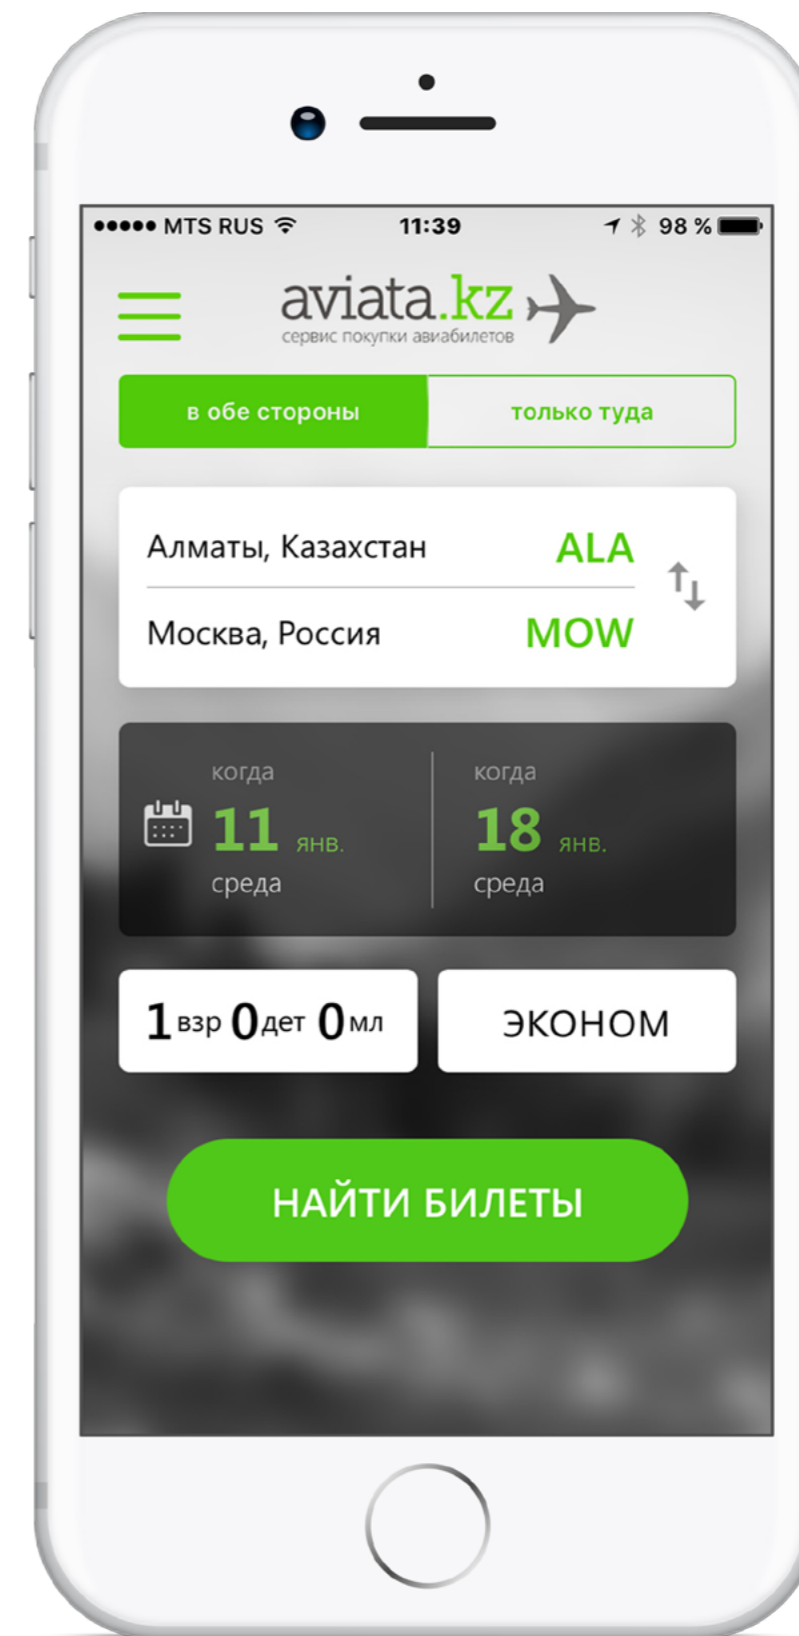 MTS RUS 11:39 98 %
aviata.kz
сервис покупки авиабилетов
в обе стороны только туда
Алматы, Казахстан ALA
Москва, Россия MOW
когда когда
11 янв. 18 янв.
среда среда
1 взр 0 дет 0 мл ЭКОНОМ
НАЙТИ БИЛЕТЫ